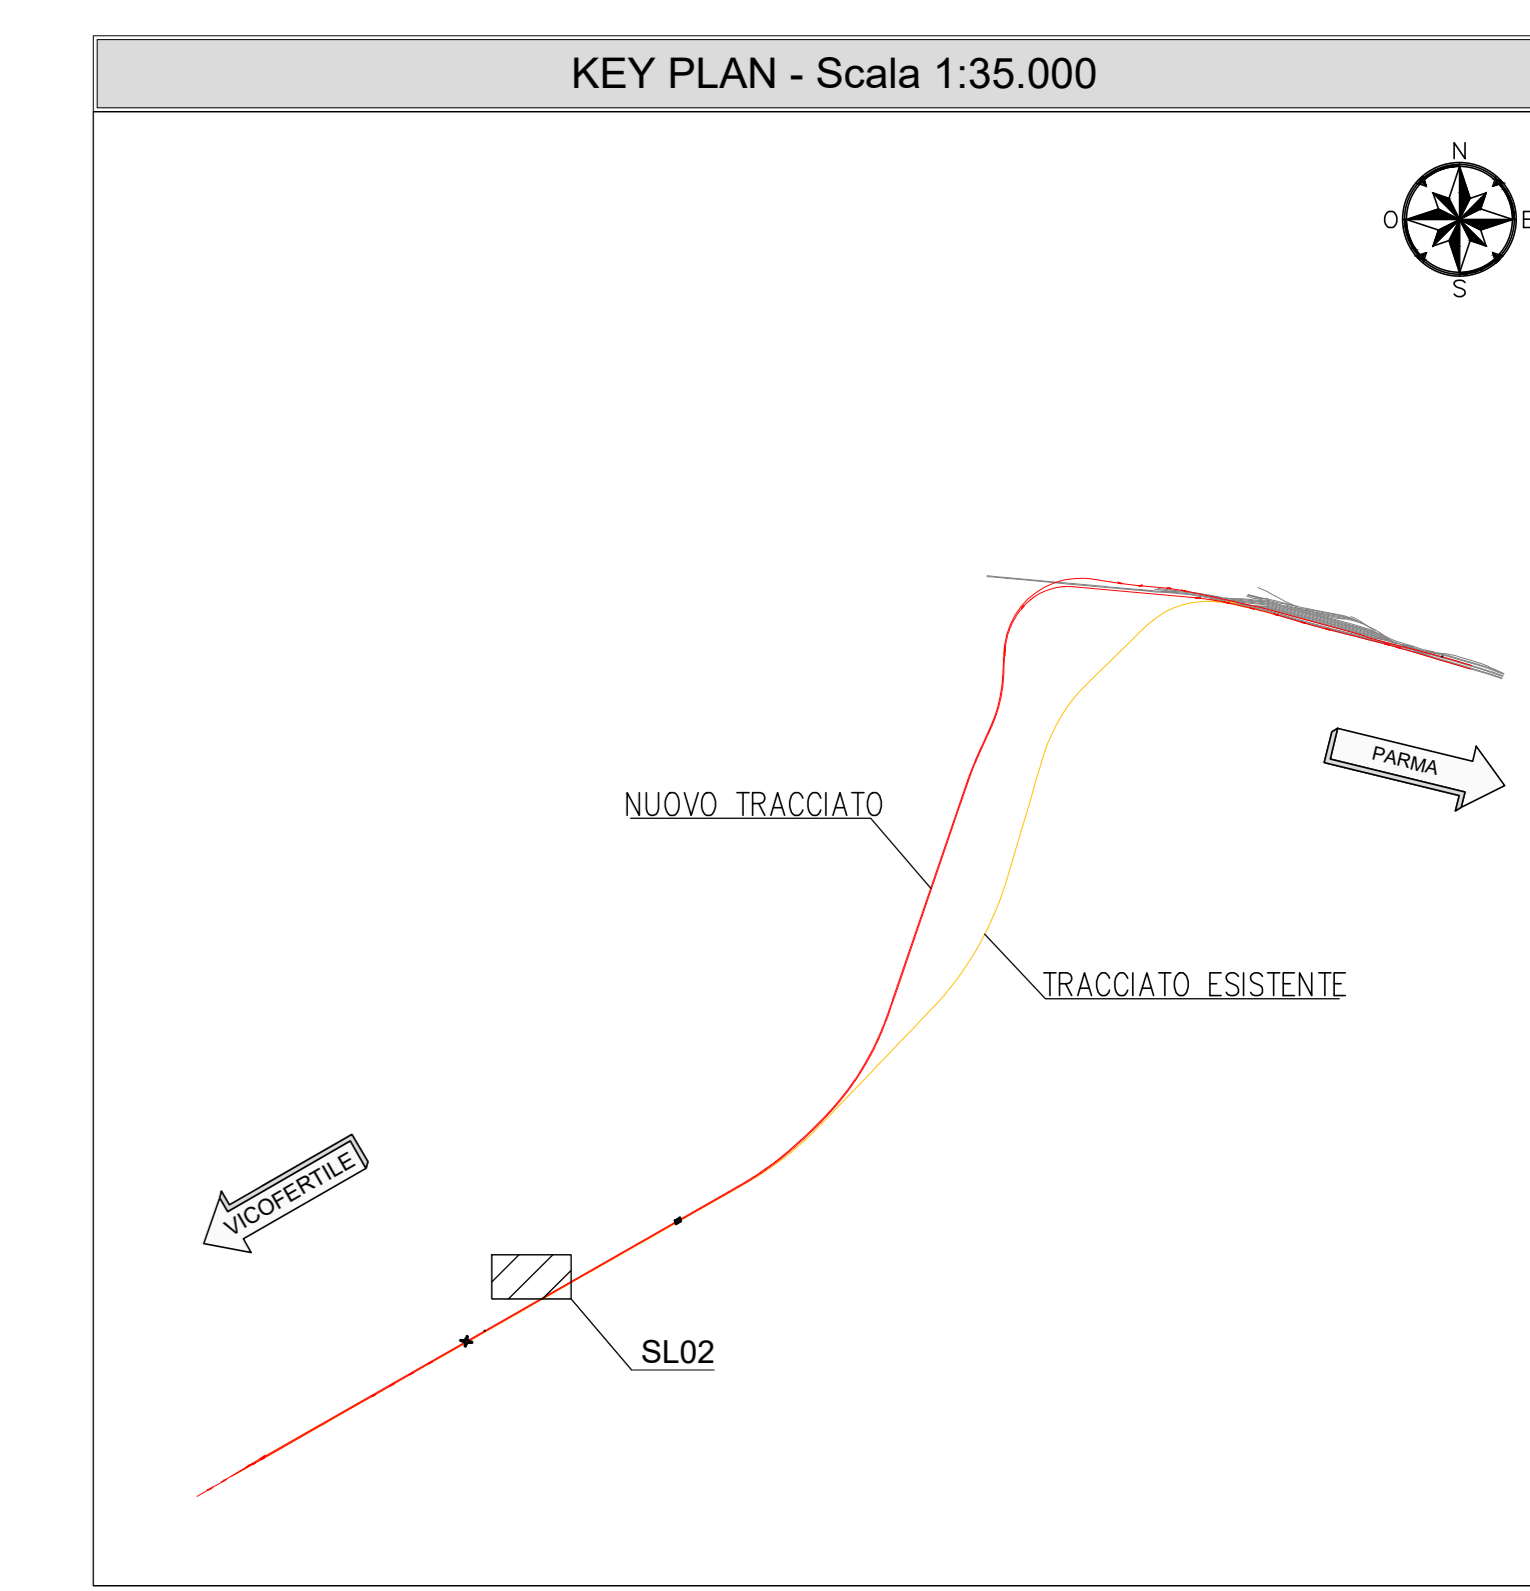 KEY PLAN - Scala 1:35.000
N
O
E
S
PARMA
NUOVO TRACCIATO
TRACCIATO ESISTENTE
VICOFERTILE
SL02